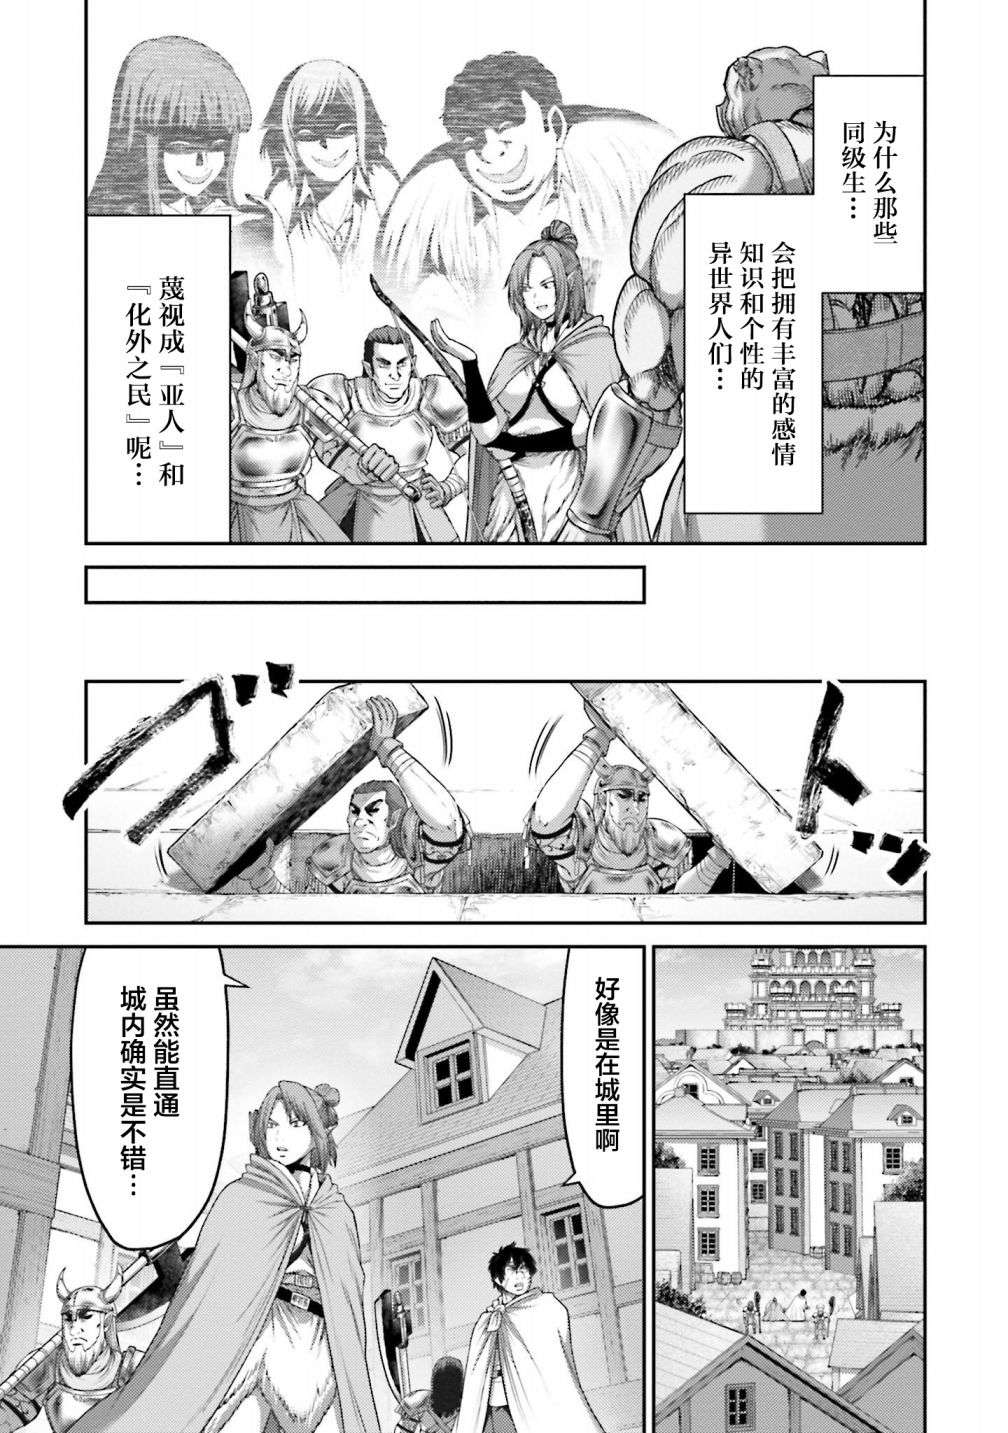 为什么那些
同级生…
会把拥有丰富的感情
知识和个性的
异世界人们…
蔑视成『亚人』和
『化外之民』呢…
ゴ
ト
好像是在城里啊
虽然能直通
城内确实是不错…